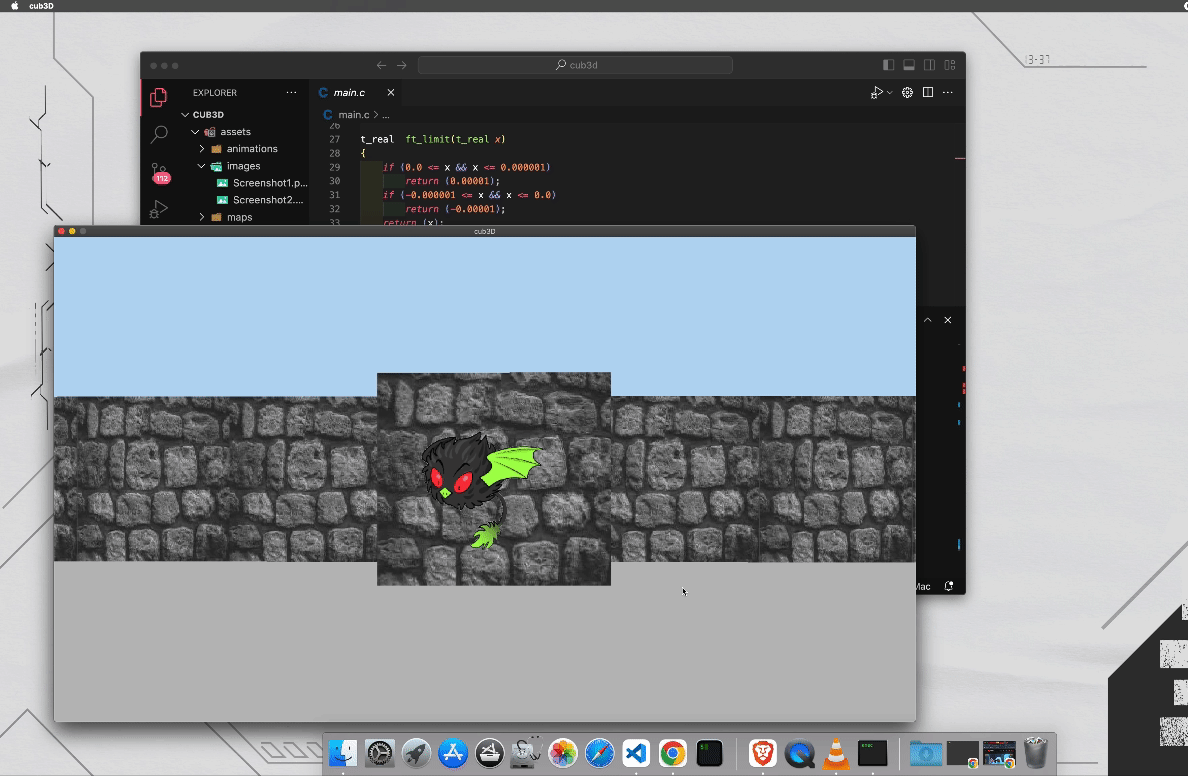 cub3D
13-37
cub3d
EXPLORER ...
main.c
CUB3D
main.c > ...
assets
animations
images
Screenshot1.p...
Screenshot2....
maps
112
26
27 t_real ft_limit(t_real x)
28 {
29 if (0.0 <= x && x <= 0.000001)
30 return (0.00001);
31 if (-0.000001 <= x && x <= 0.0)
32 return (-0.00001);
33 return (x);
cub3D
Mac